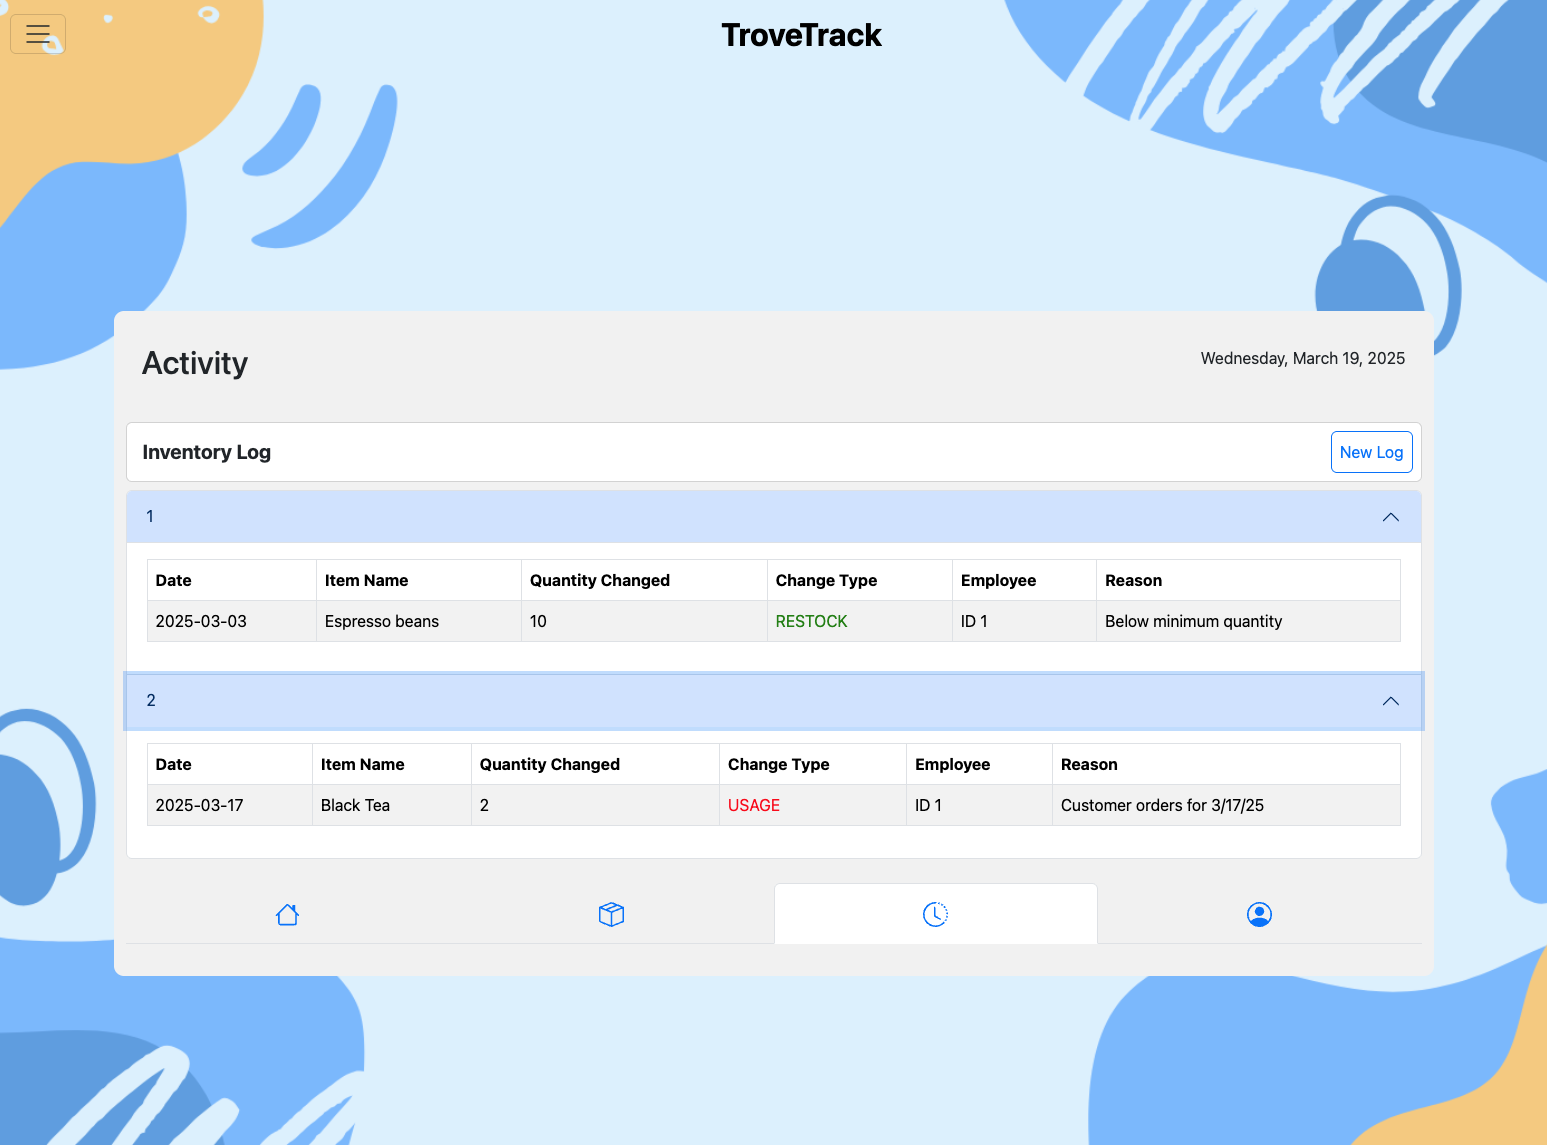 TroveTrack
Activity
Wednesday, March 19, 2025
Inventory Log
New Log
1
Date Item Name Quantity Changed Change Type Employee Reason
2025-03-03 Espresso beans 10 RESTOCK ID 1 Below minimum quantity
2
Date Item Name Quantity Changed Change Type Employee Reason
2025-03-17 Black Tea 2 USAGE ID 1 Customer orders for 3/17/25